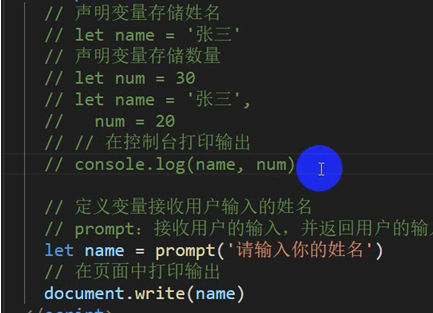 // 声明变量存储姓名
// let name = '张三'
// 声明变量存储数量
// let num = 30
// let name = '张三',
//   num = 20
// // 在控制台打印输出
// console.log(name, num)
// 定义变量接收用户输入的姓名
// prompt：接收用户的输入，并返回用户的输
let name = prompt('请输入你的姓名')
// 在页面中打印输出
document.write(name)
</script>